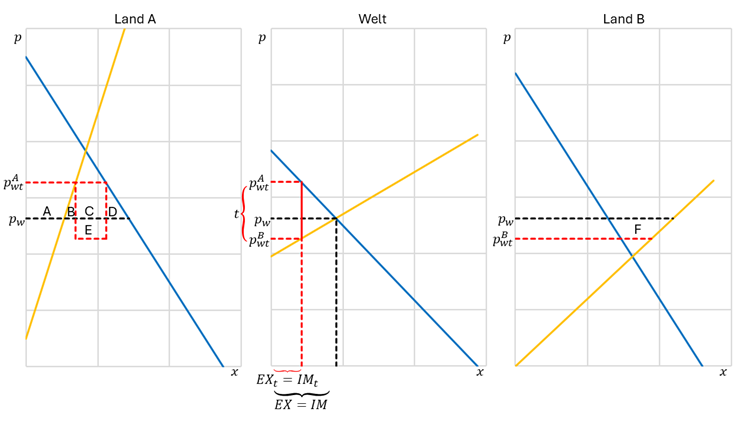 Land A
p
p_wt^A
A B C D
p_w
E
x
Welt
p
p_wt^A
t {
p_w
p_wt^B
x
EX_t = IM_t
EX = IM
Land B
p
p_w
F
p_wt^B
x